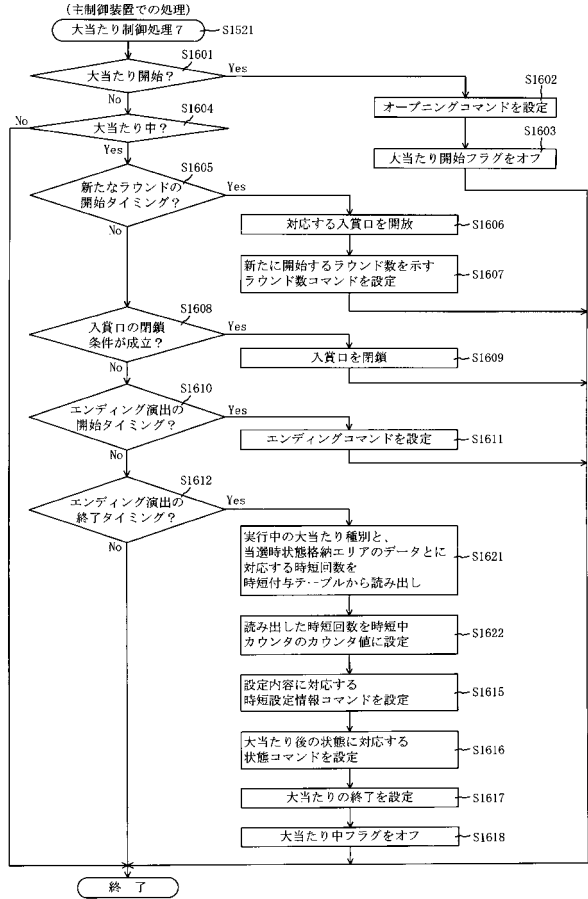 (主制御装置での処理)
大当たり制御処理7
S1521
S1601
大当たり開始?
Yes
No
S1602
オープニングコマンドを設定
S1603
大当たり開始フラグをオフ
S1604
大当たり中?
No
Yes
S1605
新たなラウンドの
開始タイミング?
Yes
No
対応する入賞口を開放
S1606
新たに開始するラウンド数を示す
ラウンド数コマンドを設定
S1607
S1608
入賞口の閉鎖
条件が成立?
Yes
No
入賞口を閉鎖
S1609
S1610
エンディング演出の
開始タイミング?
Yes
No
エンディングコマンドを設定
S1611
S1612
エンディング演出の
終了タイミング?
Yes
No
実行中の大当たり種別と、
当選時状態格納エリアのデータとに
対応する時短回数を
時短付与テーブルから読み出し
S1621
読み出した時短回数を時短中
カウンタのカウンタ値に設定
S1622
設定内容に対応する
時短設定情報コマンドを設定
S1615
大当たり後の状態に対応する
状態コマンドを設定
S1616
大当たりの終了を設定
S1617
大当たり中フラグをオフ
S1618
終 了